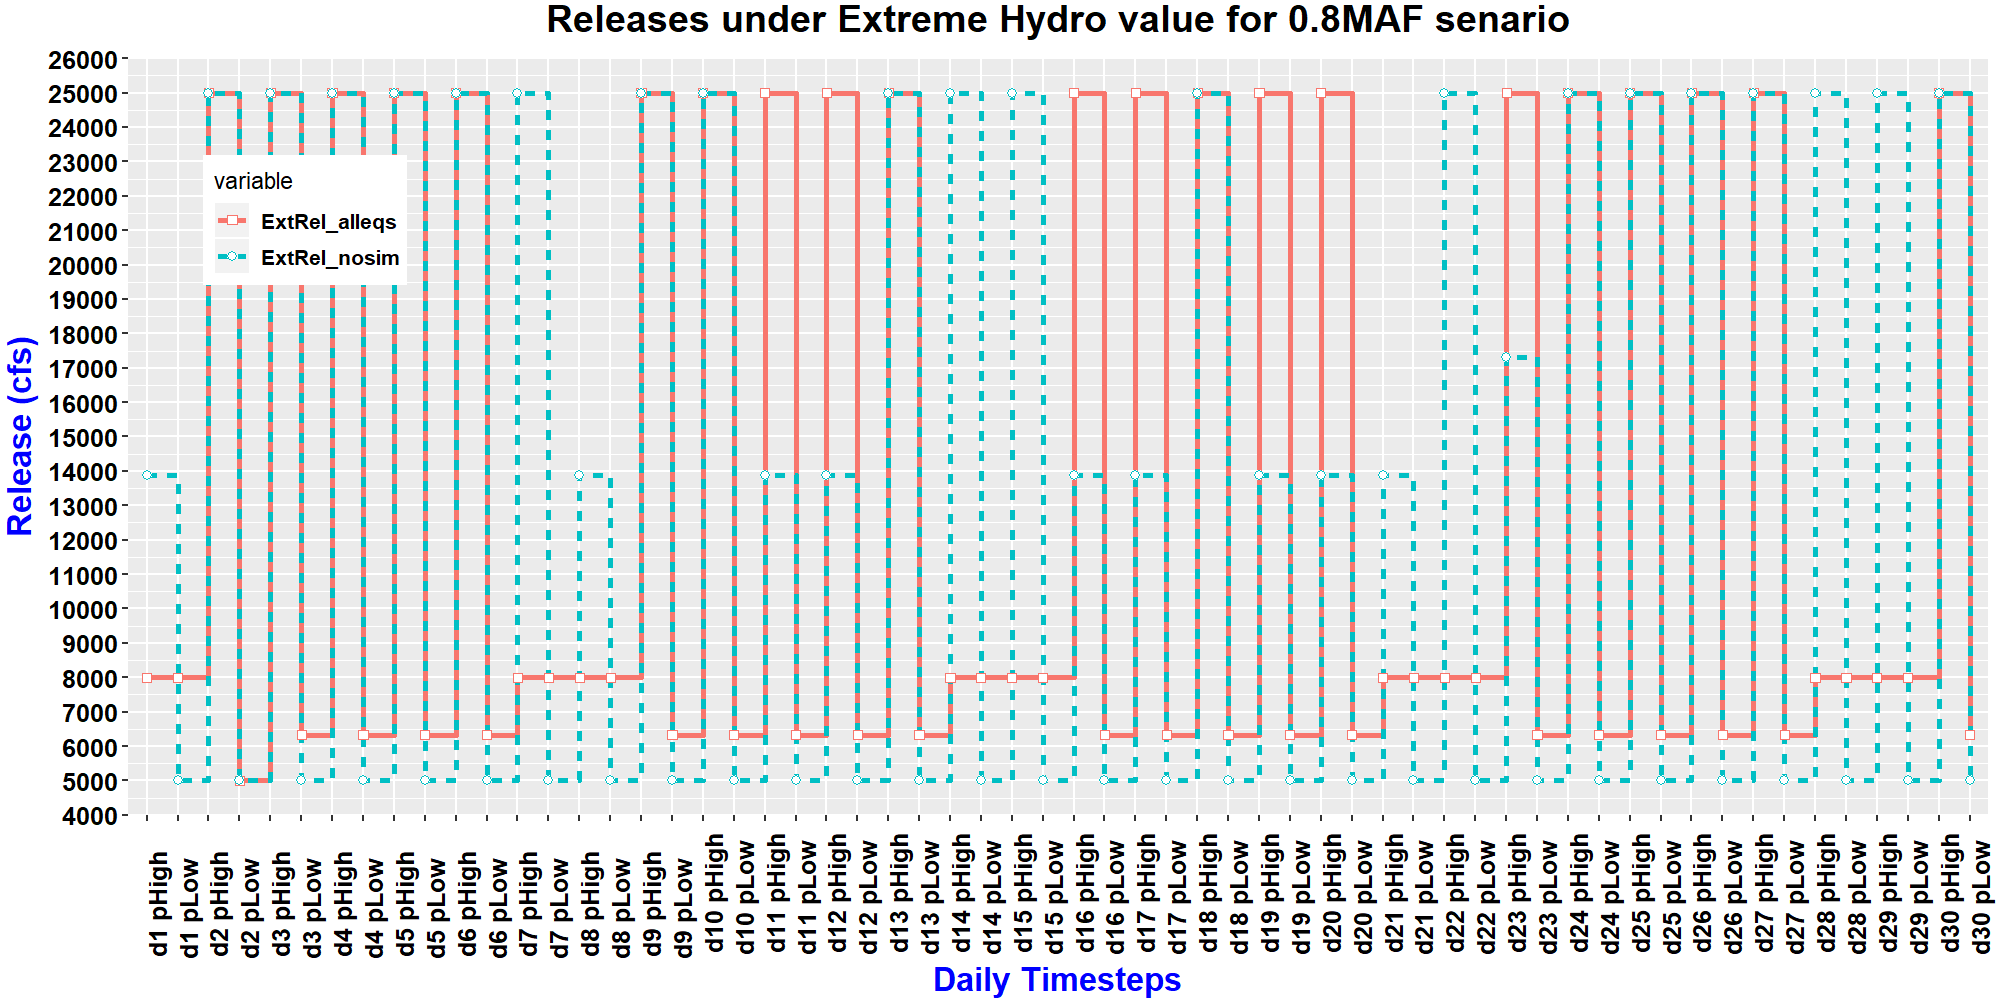 Releases under Extreme Hydro value for 0.8MAF senario
26000
25000
24000
23000
22000
21000
20000
19000
18000
17000
16000
15000
14000
13000
12000
11000
10000
9000
8000
7000
6000
5000
4000
Release (cfs)
variable
ExtRel_alleqs
ExtRel_nosim
d1 pHigh
d1 pLow
d2 pHigh
d2 pLow
d3 pHigh
d3 pLow
d4 pHigh
d4 pLow
d5 pHigh
d5 pLow
d6 pHigh
d6 pLow
d7 pHigh
d7 pLow
d8 pHigh
d8 pLow
d9 pHigh
d9 pLow
d10 pHigh
d10 pLow
d11 pHigh
d11 pLow
d12 pHigh
d12 pLow
d13 pHigh
d13 pLow
d14 pHigh
d14 pLow
d15 pHigh
d15 pLow
d16 pHigh
d16 pLow
d17 pHigh
d17 pLow
d18 pHigh
d18 pLow
d19 pHigh
d19 pLow
d20 pHigh
d20 pLow
d21 pHigh
d21 pLow
d22 pHigh
d22 pLow
d23 pHigh
d23 pLow
d24 pHigh
d24 pLow
d25 pHigh
d25 pLow
d26 pHigh
d26 pLow
d27 pHigh
d27 pLow
d28 pHigh
d28 pLow
d29 pHigh
d29 pLow
d30 pHigh
d30 pLow
Daily Timesteps